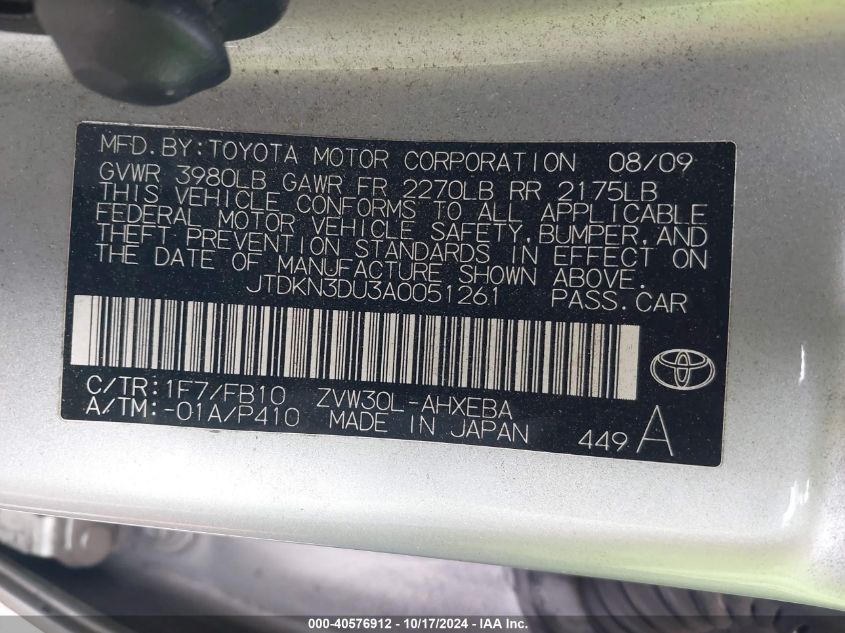 MFD. BY: TOYOTA MOTOR CORPORATION 08/09
GVWR 3980LB GAWR FR 2270LB RR 2175LB
THIS VEHICLE CONFORMS TO ALL APPLICABLE
FEDERAL MOTOR VEHICLE SAFETY, BUMPER, AND
THEFT PREVENTION STANDARDS IN EFFECT ON
THE DATE OF MANUFACTURE SHOWN ABOVE.
JTDKN3DU3A0051261 PASS. CAR
C/TR: 1F7/FB10 ZVW30L-AHXEBA
A/TM: -01A/P410 MADE IN JAPAN 449 A
000-40576912 - 10/17/2024 - IAA Inc.